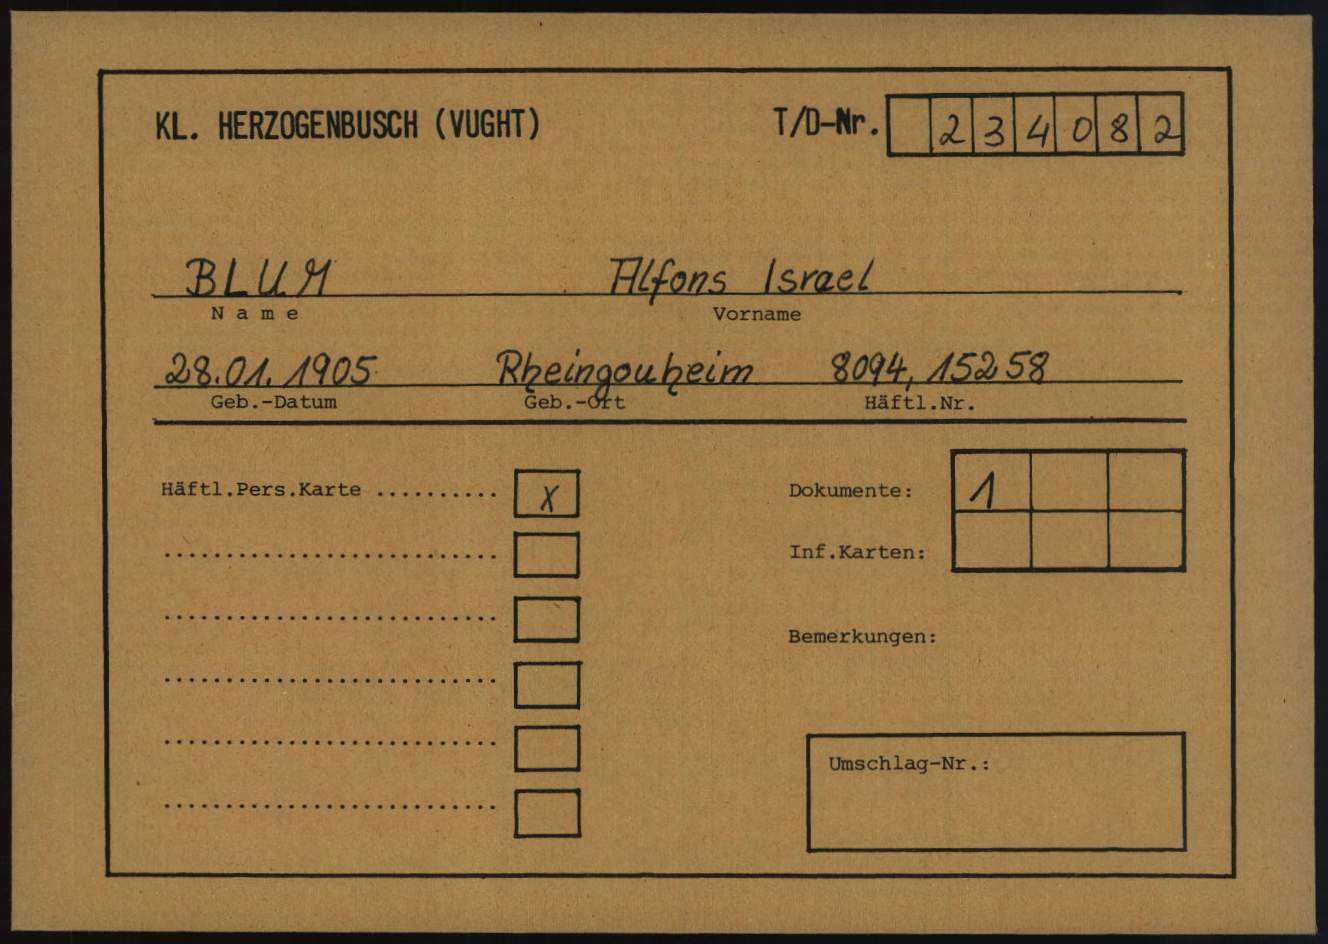 KL. HERZOGENBUSCH (VUGHT) T/D-Nr. 234082
BLUM Alfons Israel
Name Vorname
28.01.1905 Rheingouheim 8094, 15258
Geb.-Datum Geb.-Ort Häftl.Nr.
Häftl.Pers.Karte .......... X Dokumente: 1
Inf.Karten:
Bemerkungen:
Umschlag-Nr.: